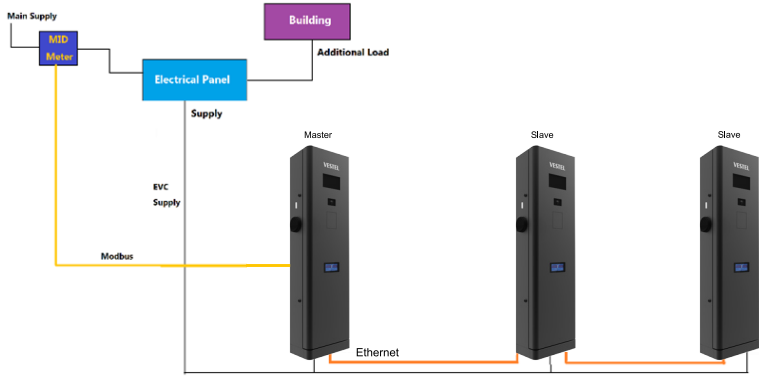 Main Supply
Building
MID
Meter
Additional Load
Electrical Panel
Supply
Master
Slave
Slave
VESTEL
VESTEL
VESTEL
EVC
Supply
Modbus
Ethernet